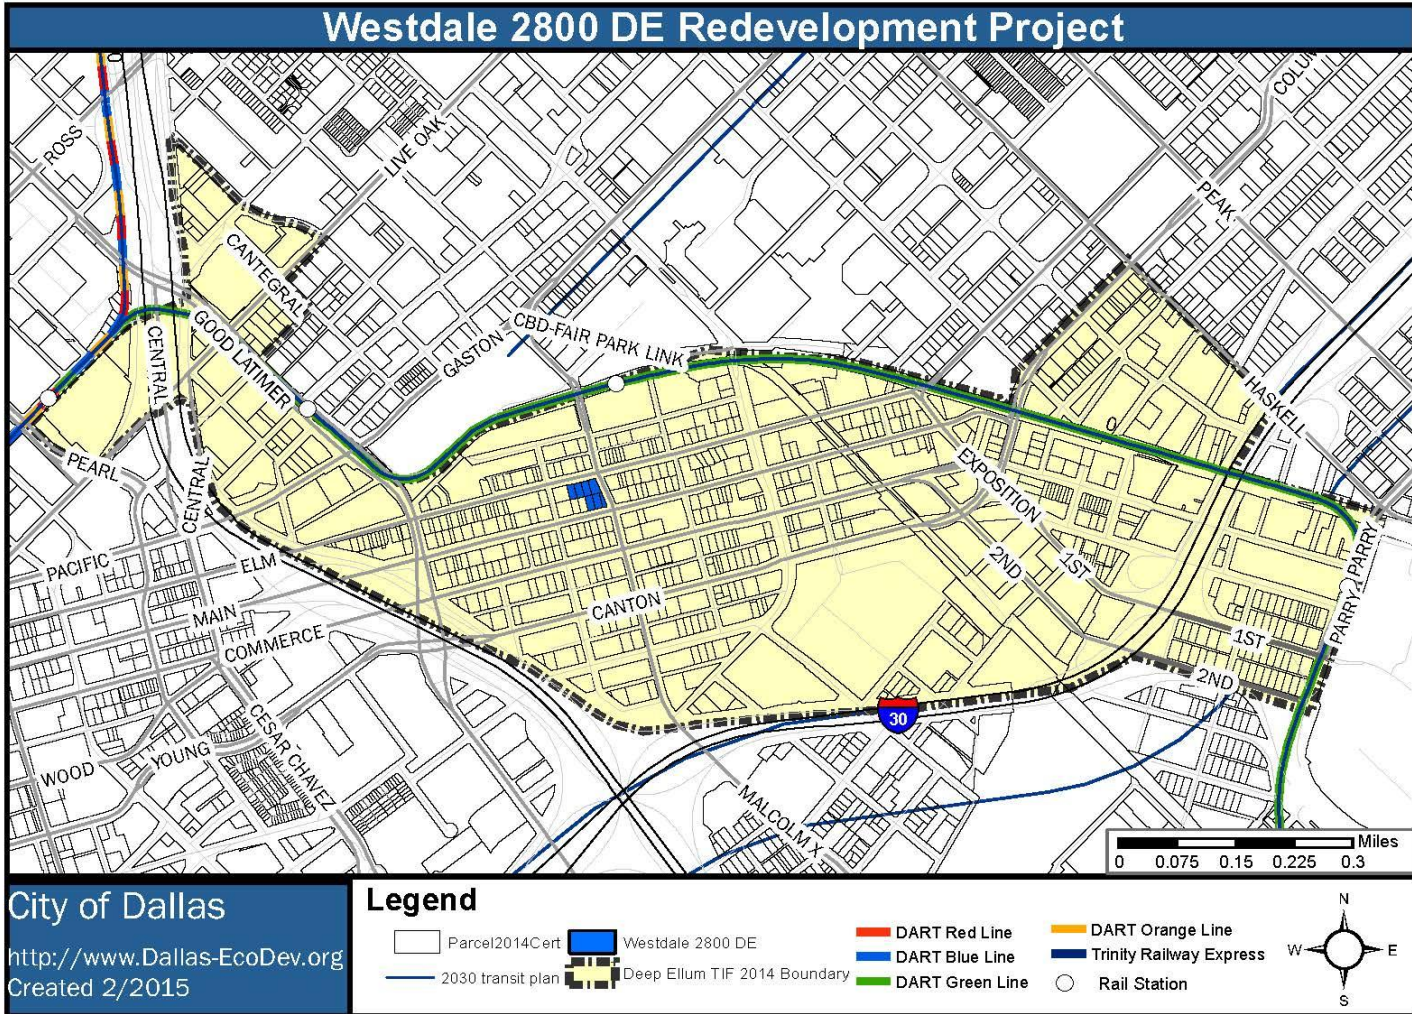 Westdale 2800 DE Redevelopment Project
0
COLUM
ROSS
LIVE OAK
PEAK
CANTEGRAL
GOOD LATIMER
CENTRAL
GASTON
CBD-FAIR PARK LINK
HASKELL
0
PEARL
CENTRAL
EXPOSITION
PACIFIC
ELM
2ND
1ST
PARRY
PARRY
MAIN
CANTON
COMMERCE
1ST
2ND
30
CESAR CHAVEZ
YOUNG
WOOD
MALCOLM X
Miles
0 0.075 0.15 0.225 0.3
City of Dallas
http://www.Dallas-EcoDev.org
Created 2/2015
Legend
Parcel2014Cert
Westdale 2800 DE
2030 transit plan
Deep Ellum TIF 2014 Boundary
DART Red Line
DART Blue Line
DART Green Line
DART Orange Line
Trinity Railway Express
Rail Station
N
W E
S